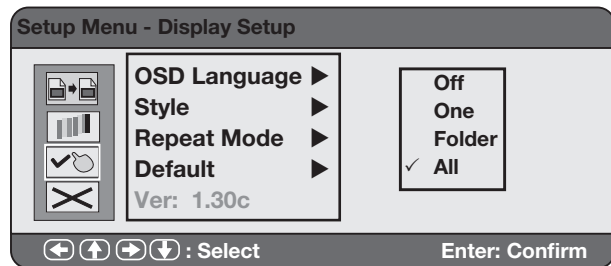 Setup Menu - Display Setup
OSD Language ▶
Style ▶
Repeat Mode ▶
Default ▶
Ver: 1.30c
Off
One
Folder
✓ All
: Select
Enter: Confirm